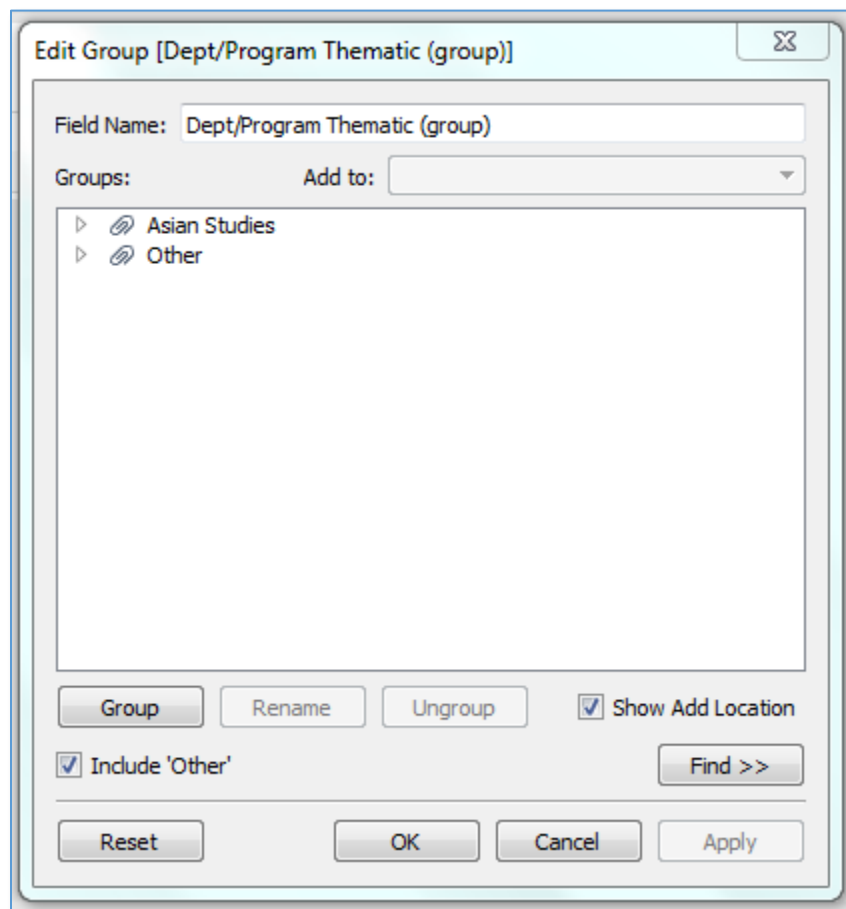 Edit Group [Dept/Program Thematic (group)]
Field Name: Dept/Program Thematic (group)
Groups: Add to:
Asian Studies
Other
Group Rename Ungroup Show Add Location
Include 'Other' Find >>
Reset OK Cancel Apply